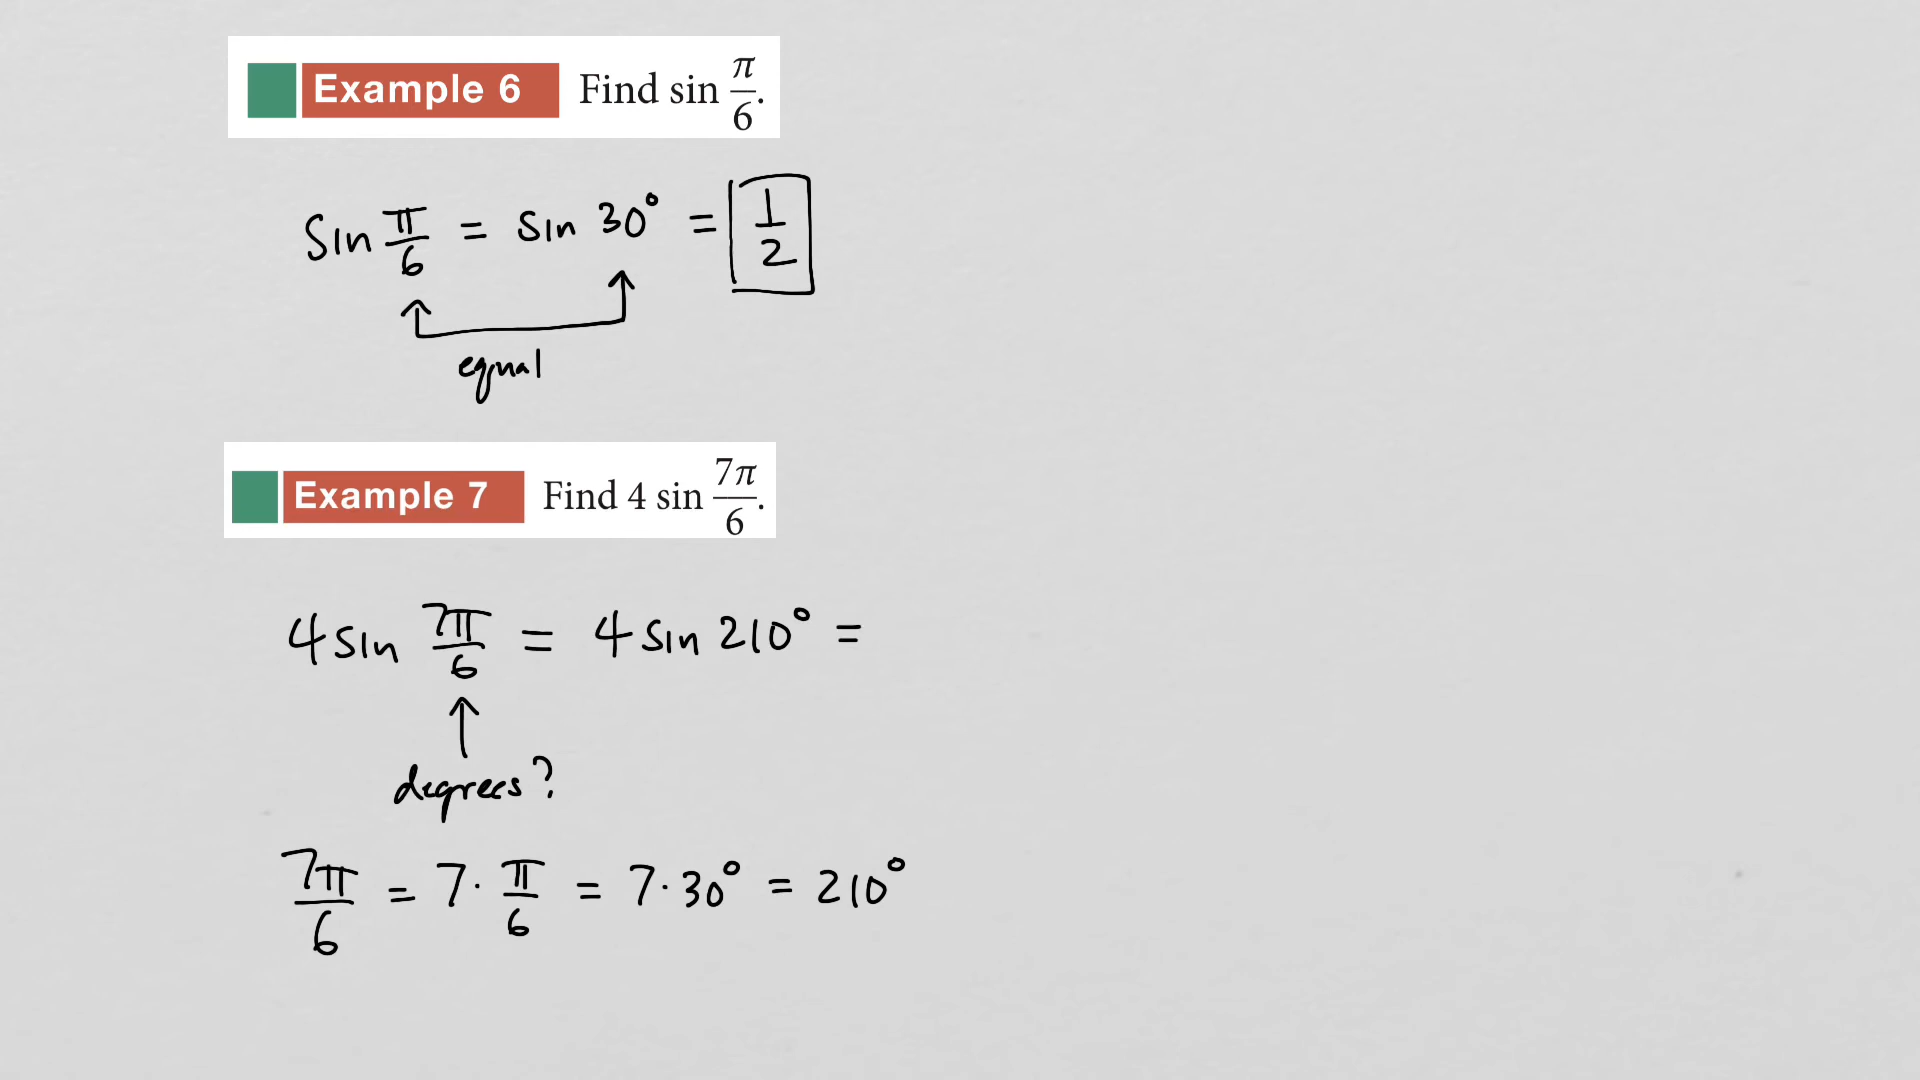 Example 6 Find sin π/6.
sin π/6 = sin 30° = 1/2
equal
Example 7 Find 4 sin 7π/6.
4 sin 7π/6 = 4 sin 210° =
degrees?
7π/6 = 7 · π/6 = 7 · 30° = 210°